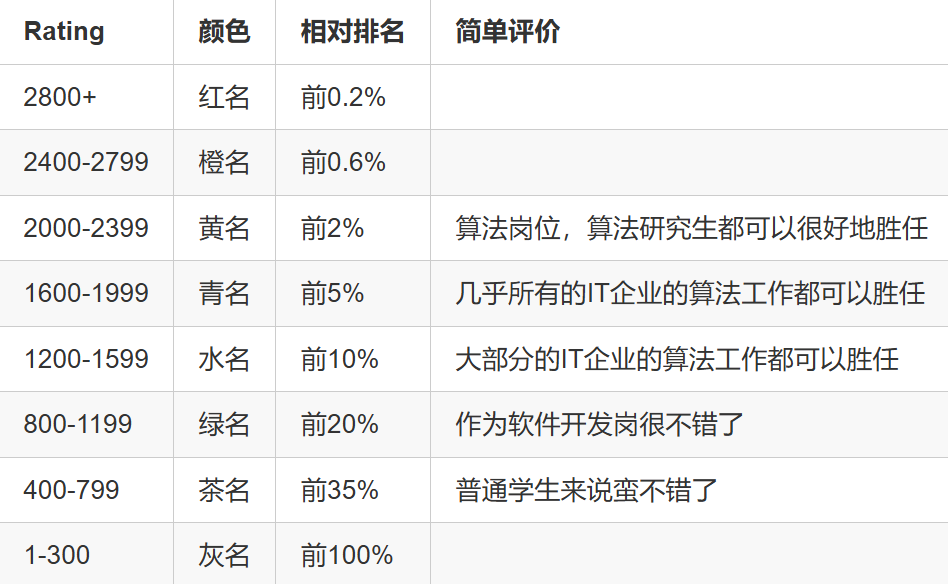 Rating 颜色 相对排名 简单评价
2800+ 红名 前0.2%
2400-2799 橙名 前0.6%
2000-2399 黄名 前2% 算法岗位，算法研究生都可以很好地胜任
1600-1999 青名 前5% 几乎所有的IT企业的算法工作都可以胜任
1200-1599 水名 前10% 大部分的IT企业的算法工作都可以胜任
800-1199 绿名 前20% 作为软件开发岗很不错了
400-799 茶名 前35% 普通学生来说蛮不错了
1-300 灰名 前100%